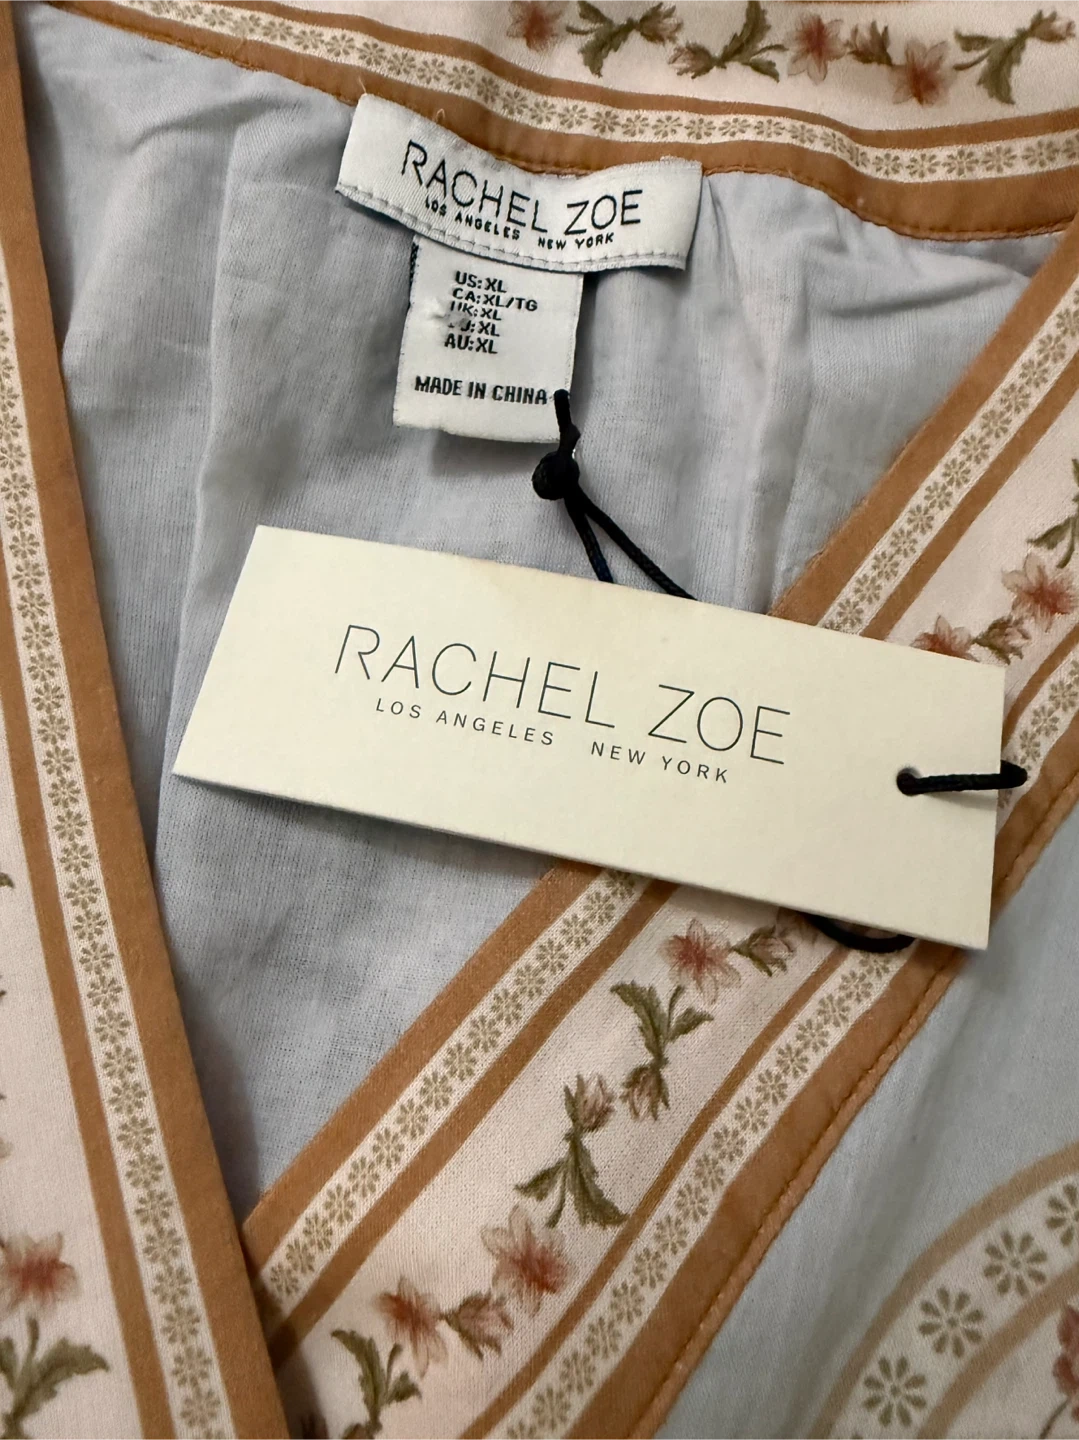 RACHEL ZOE
LOS ANGELES NEW YORK
US: XL
CA: XL/TG
UK: XL
XL
AU: XL
MADE IN CHINA
RACHEL ZOE
LOS ANGELES NEW YORK